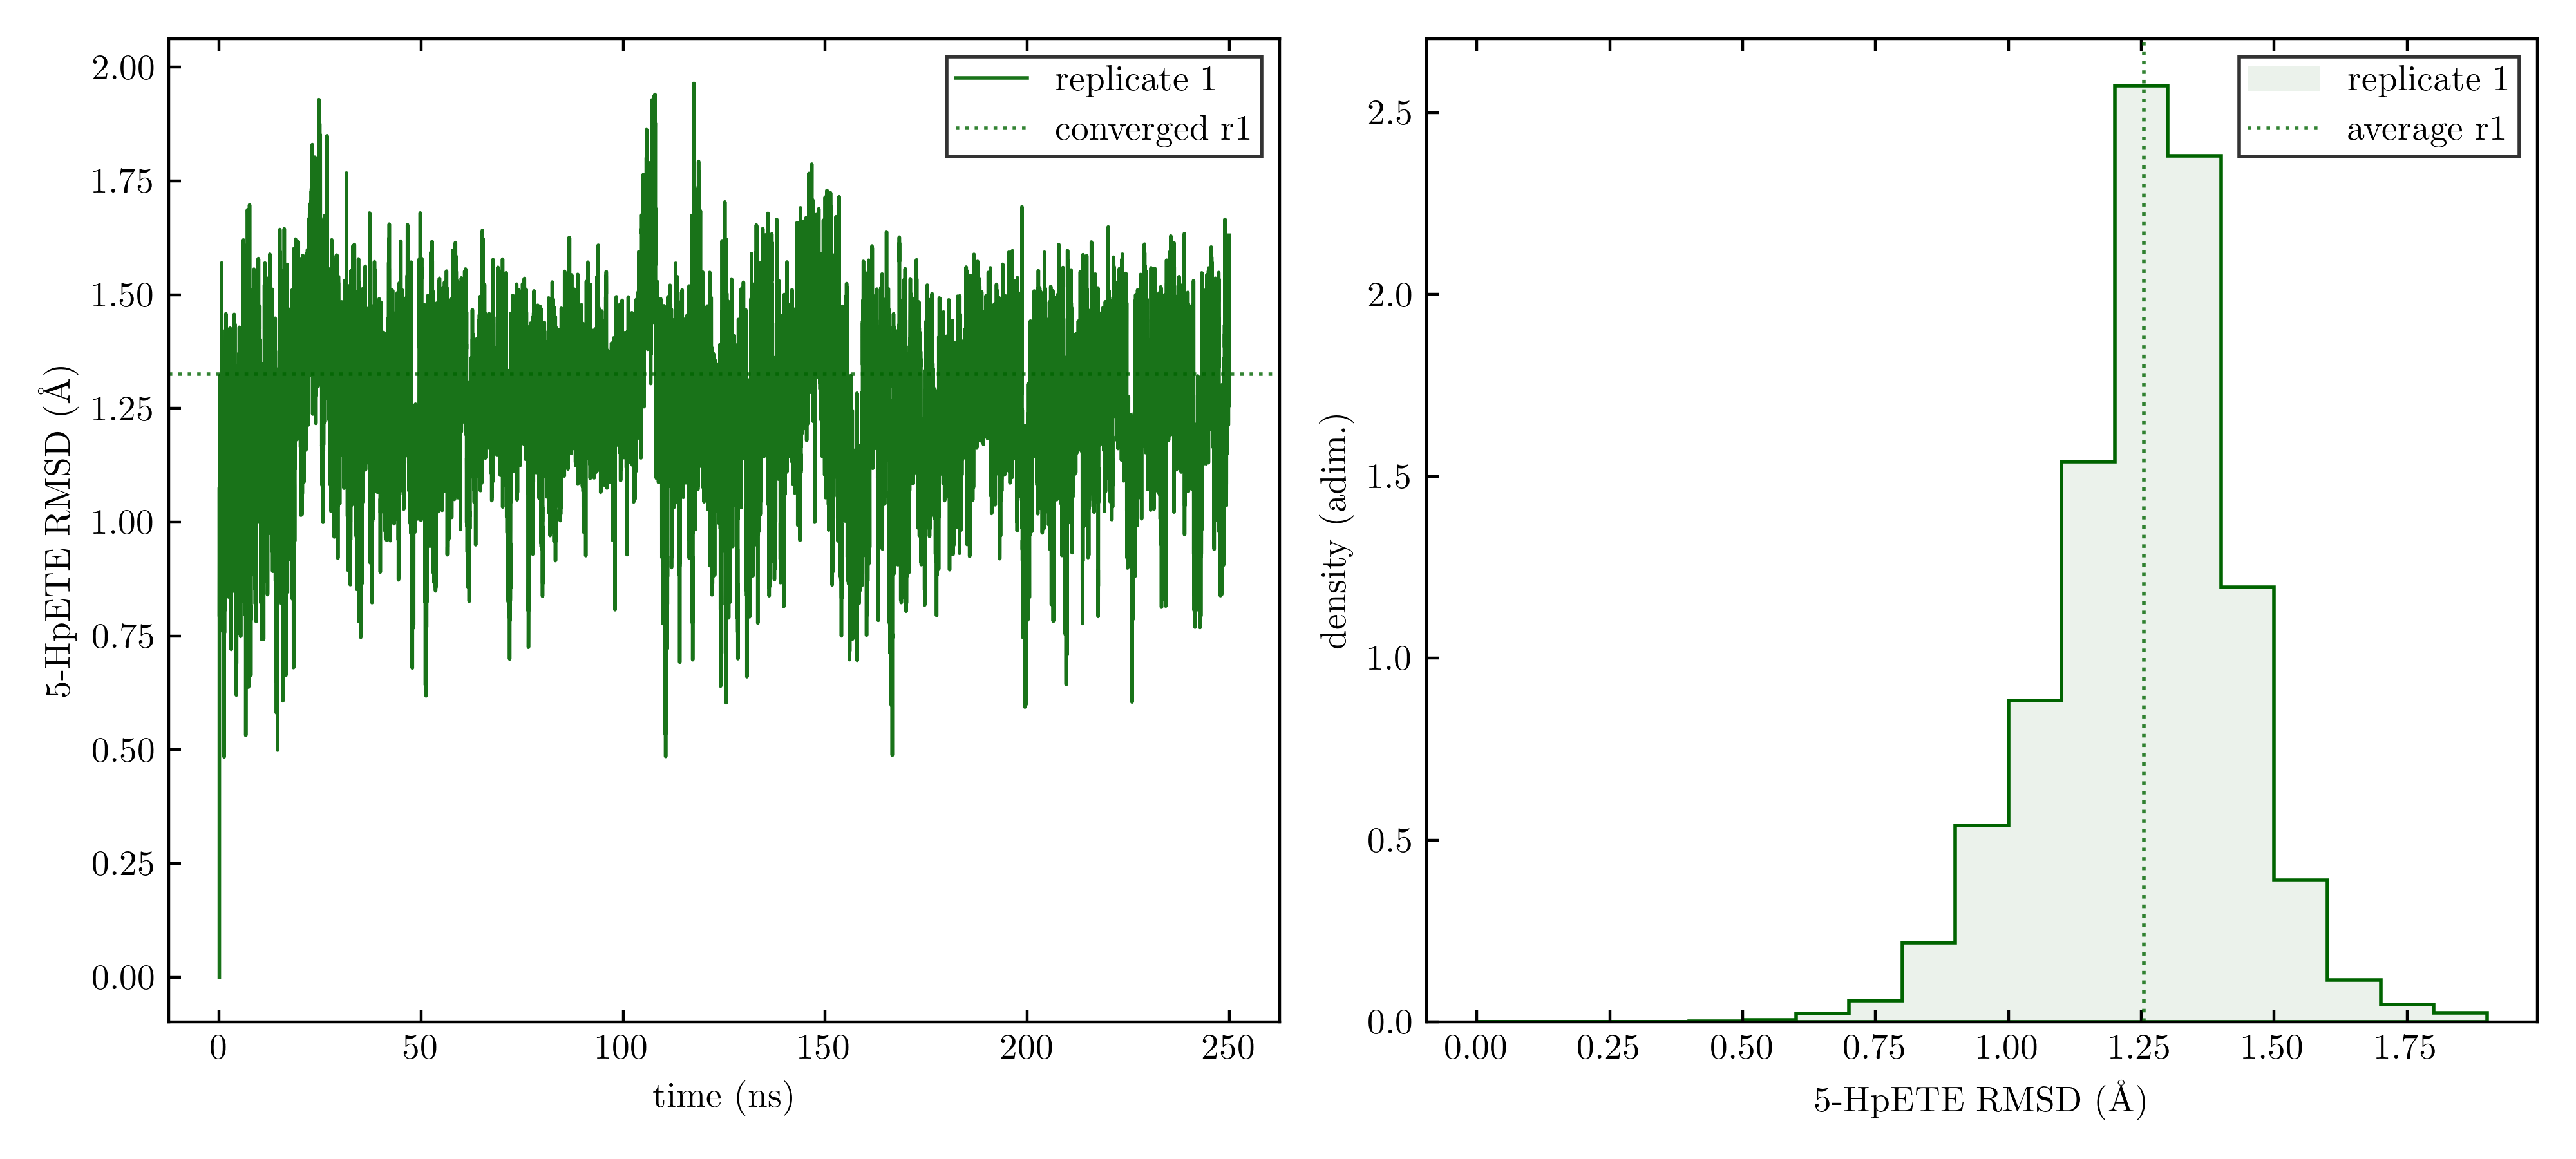 2.00
1.75
1.50
1.25
1.00
0.75
0.50
0.25
0.00
5-HpETE RMSD (Å)
replicate 1
converged r1
0 50 100 150 200 250
time (ns)
2.5
2.0
1.5
1.0
0.5
0.0
density (adim.)
replicate 1
average r1
0.00 0.25 0.50 0.75 1.00 1.25 1.50 1.75
5-HpETE RMSD (Å)